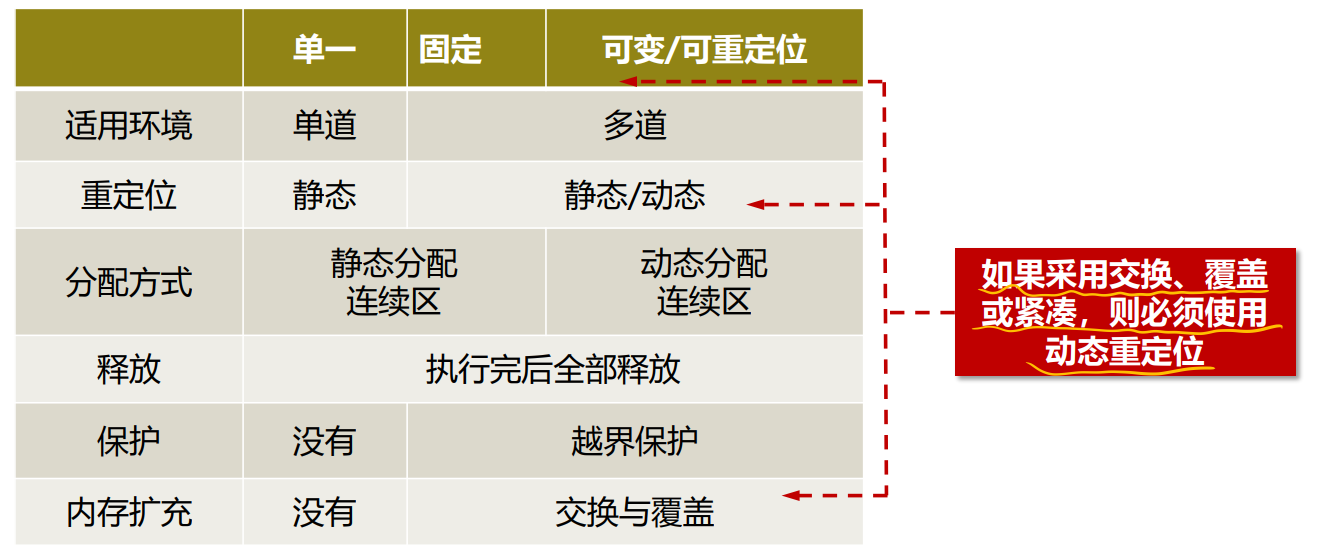 单一 固定 可变/可重定位
适用环境 单道 多道
重定位 静态 静态/动态
分配方式 静态分配 动态分配
连续区 连续区
释放 执行完后全部释放
保护 没有 越界保护
内存扩充 没有 交换与覆盖
如果采用交换、覆盖
或紧凑，则必须使用
动态重定位